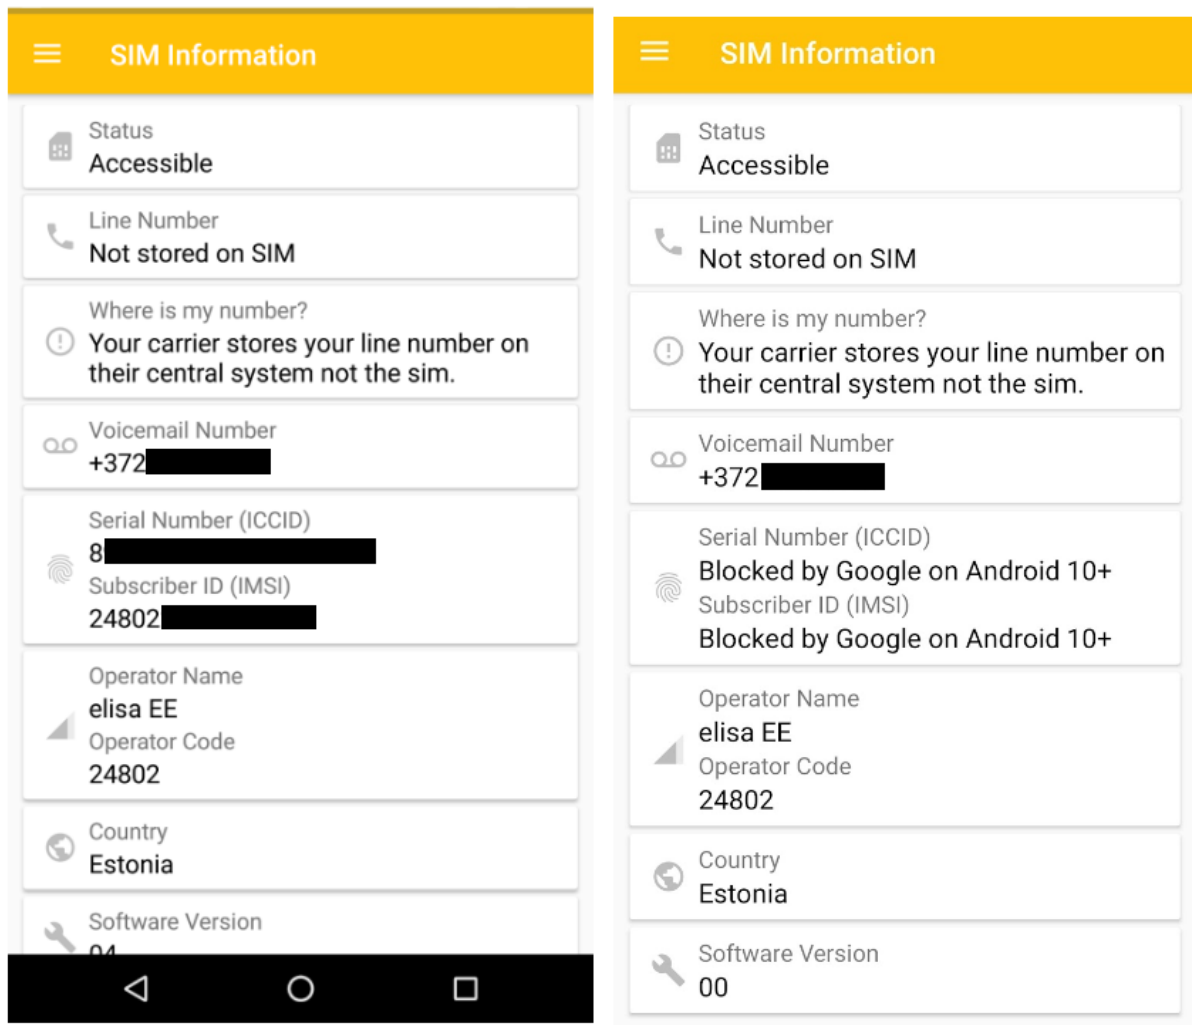 SIM Information
Status
Accessible
Line Number
Not stored on SIM
Where is my number?
Your carrier stores your line number on
their central system not the sim.
Voicemail Number
+372
Serial Number (ICCID)
8
Subscriber ID (IMSI)
24802
Operator Name
elisa EE
Operator Code
24802
Country
Estonia
Software Version
04
SIM Information
Status
Accessible
Line Number
Not stored on SIM
Where is my number?
Your carrier stores your line number on
their central system not the sim.
Voicemail Number
+372
Serial Number (ICCID)
Blocked by Google on Android 10+
Subscriber ID (IMSI)
Blocked by Google on Android 10+
Operator Name
elisa EE
Operator Code
24802
Country
Estonia
Software Version
00